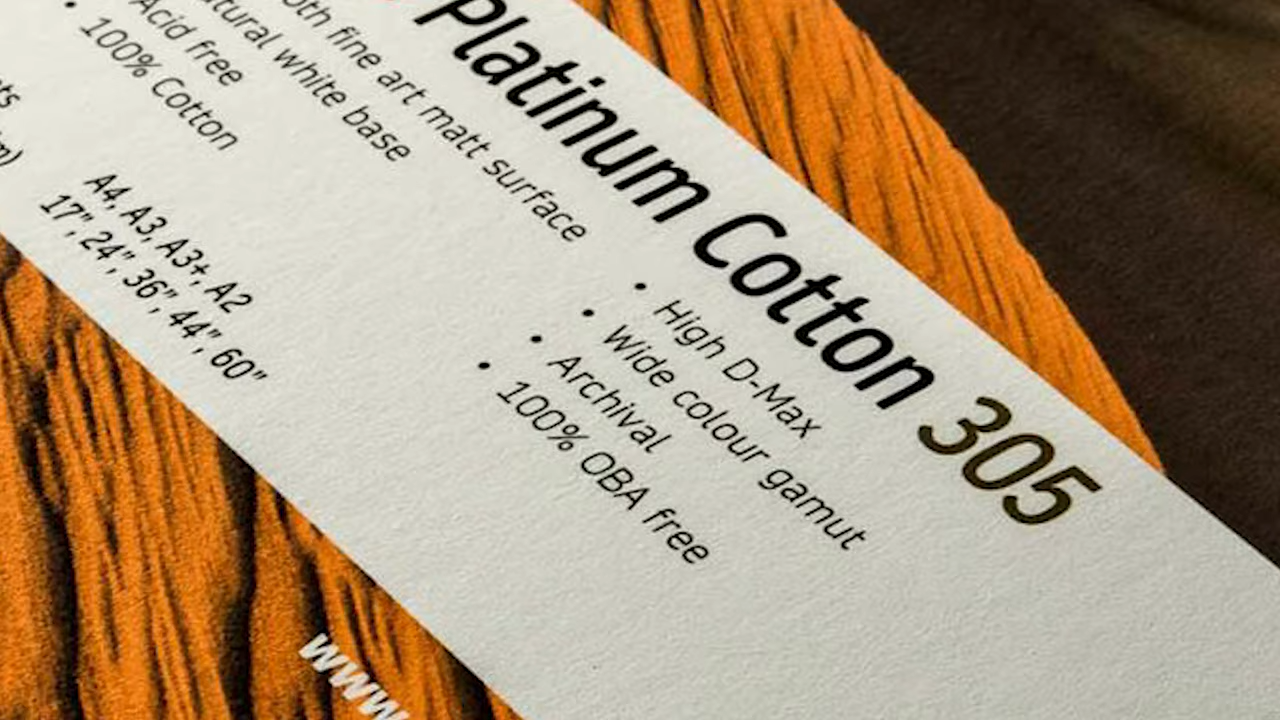 Platinum Cotton 305
fine art matt surface
white base
Acid free
• 100% Cotton
• High D-Max
• Wide colour gamut
• Archival
• 100% OBA free
A4, A3, A3+, A2
17", 24", 36", 44", 60"
www.